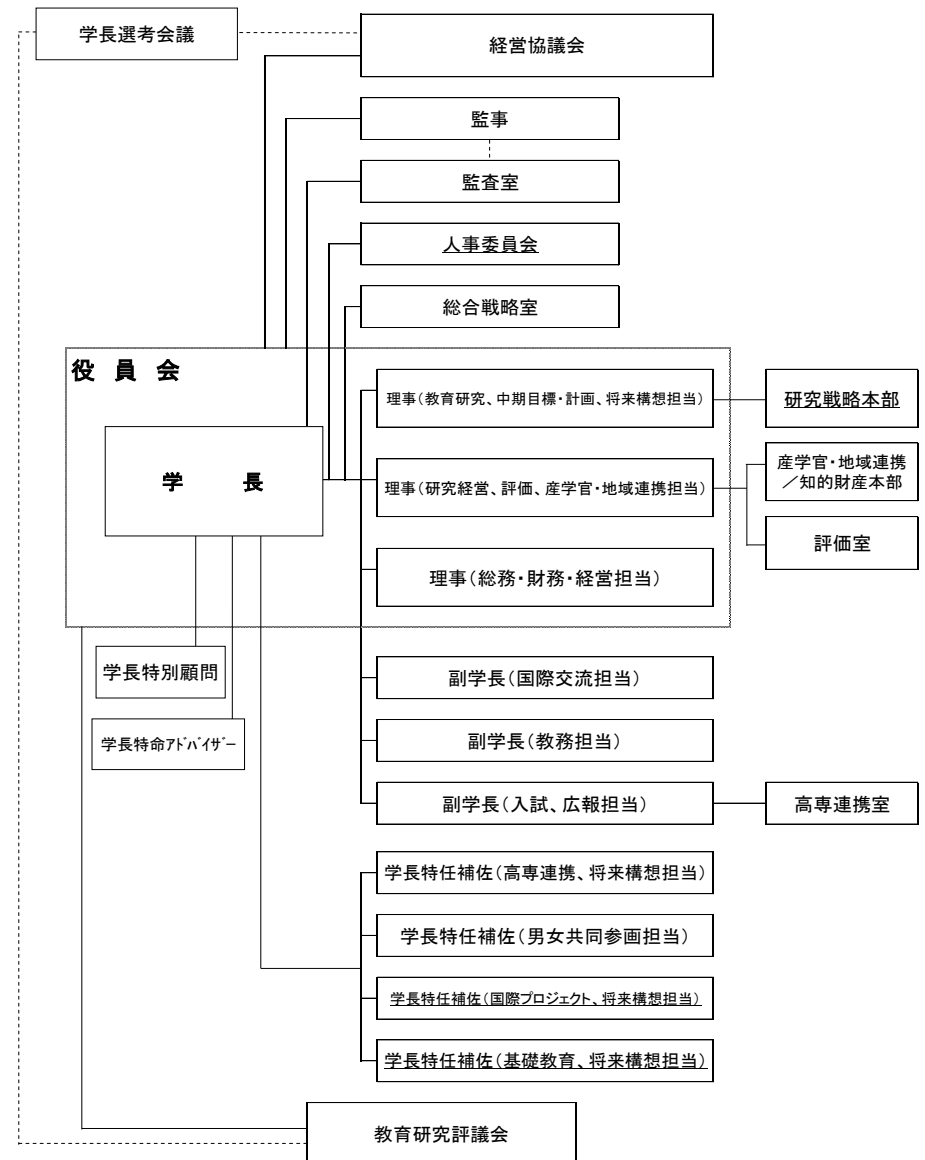 学長選考会議
経営協議会
監事
監査室
人事委員会
総合戦略室
役 員 会
学 長
理事(教育研究、中期目標・計画、将来構想担当)
研究戦略本部
理事(研究経営、評価、産学官・地域連携担当)
産学官・地域連携
/知的財産本部
評価室
理事(総務・財務・経営担当)
学長特別顧問
学長特命ｱﾄﾞﾊﾞｲｻﾞｰ
副学長(国際交流担当)
副学長(教務担当)
副学長(入試、広報担当)
高専連携室
学長特任補佐(高専連携、将来構想担当)
学長特任補佐(男女共同参画担当)
学長特任補佐(国際プロジェクト、将来構想担当)
学長特任補佐(基礎教育、将来構想担当)
教育研究評議会